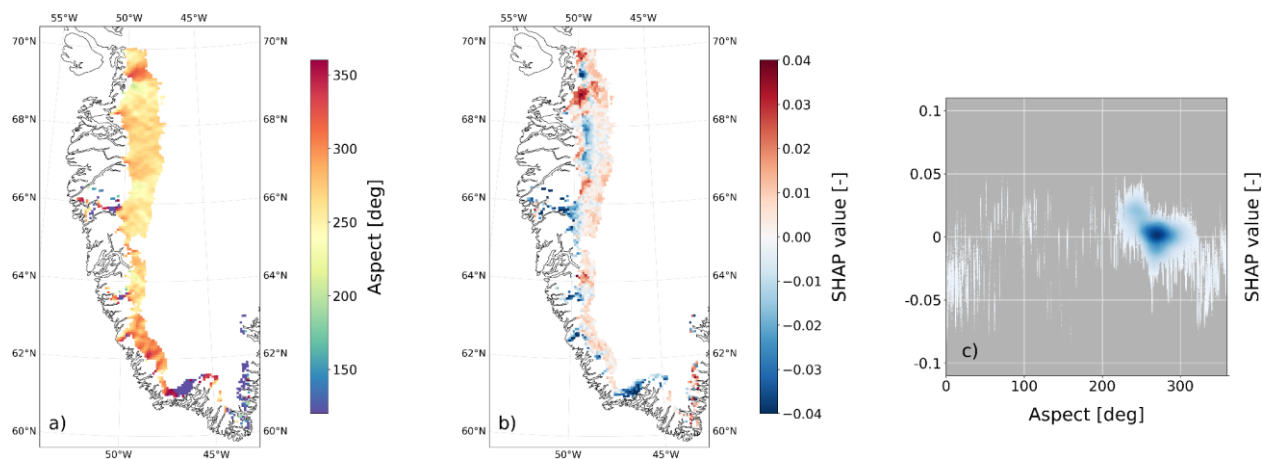 55°W 50°W 45°W
70°N 70°N
68°N 68°N
66°N 66°N
64°N 64°N
62°N 62°N
60°N 60°N
50°W 45°W
a)
350
300
250
200
150
Aspect [deg]
55°W 50°W 45°W
70°N 70°N
68°N 68°N
66°N 66°N
64°N 64°N
62°N 62°N
60°N 60°N
50°W 45°W
b)
0.04
0.03
0.02
0.01
0.00
−0.01
−0.02
−0.03
−0.04
SHAP value [-]
0.1
0.05
0
-0.05
-0.1
0 100 200 300
Aspect [deg]
c)
SHAP value [-]